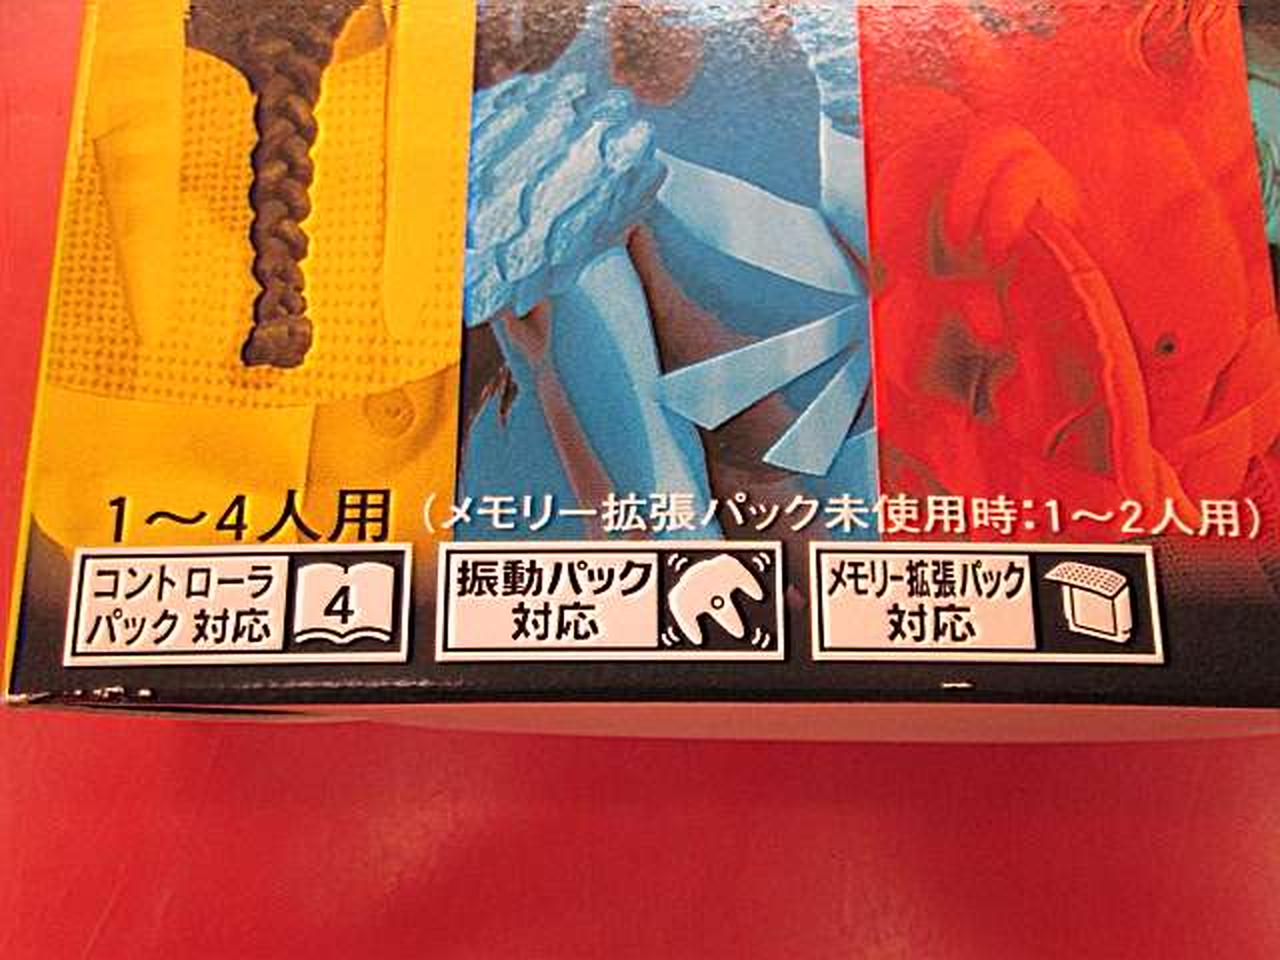 1〜4人用（メモリー拡張パック未使用時:1〜2人用）
コントローラ
パック 対応
4
振動パック
対応
メモリー拡張パック
対応